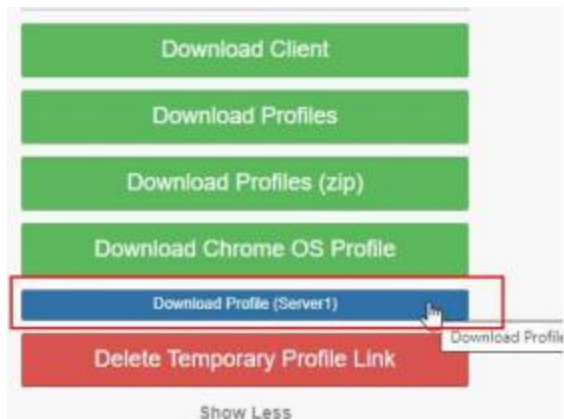 Download Client
Download Profiles
Download Profiles (zip)
Download Chrome OS Profile
Download Profile (Server1)
Download Profile
Delete Temporary Profile Link
Show Less